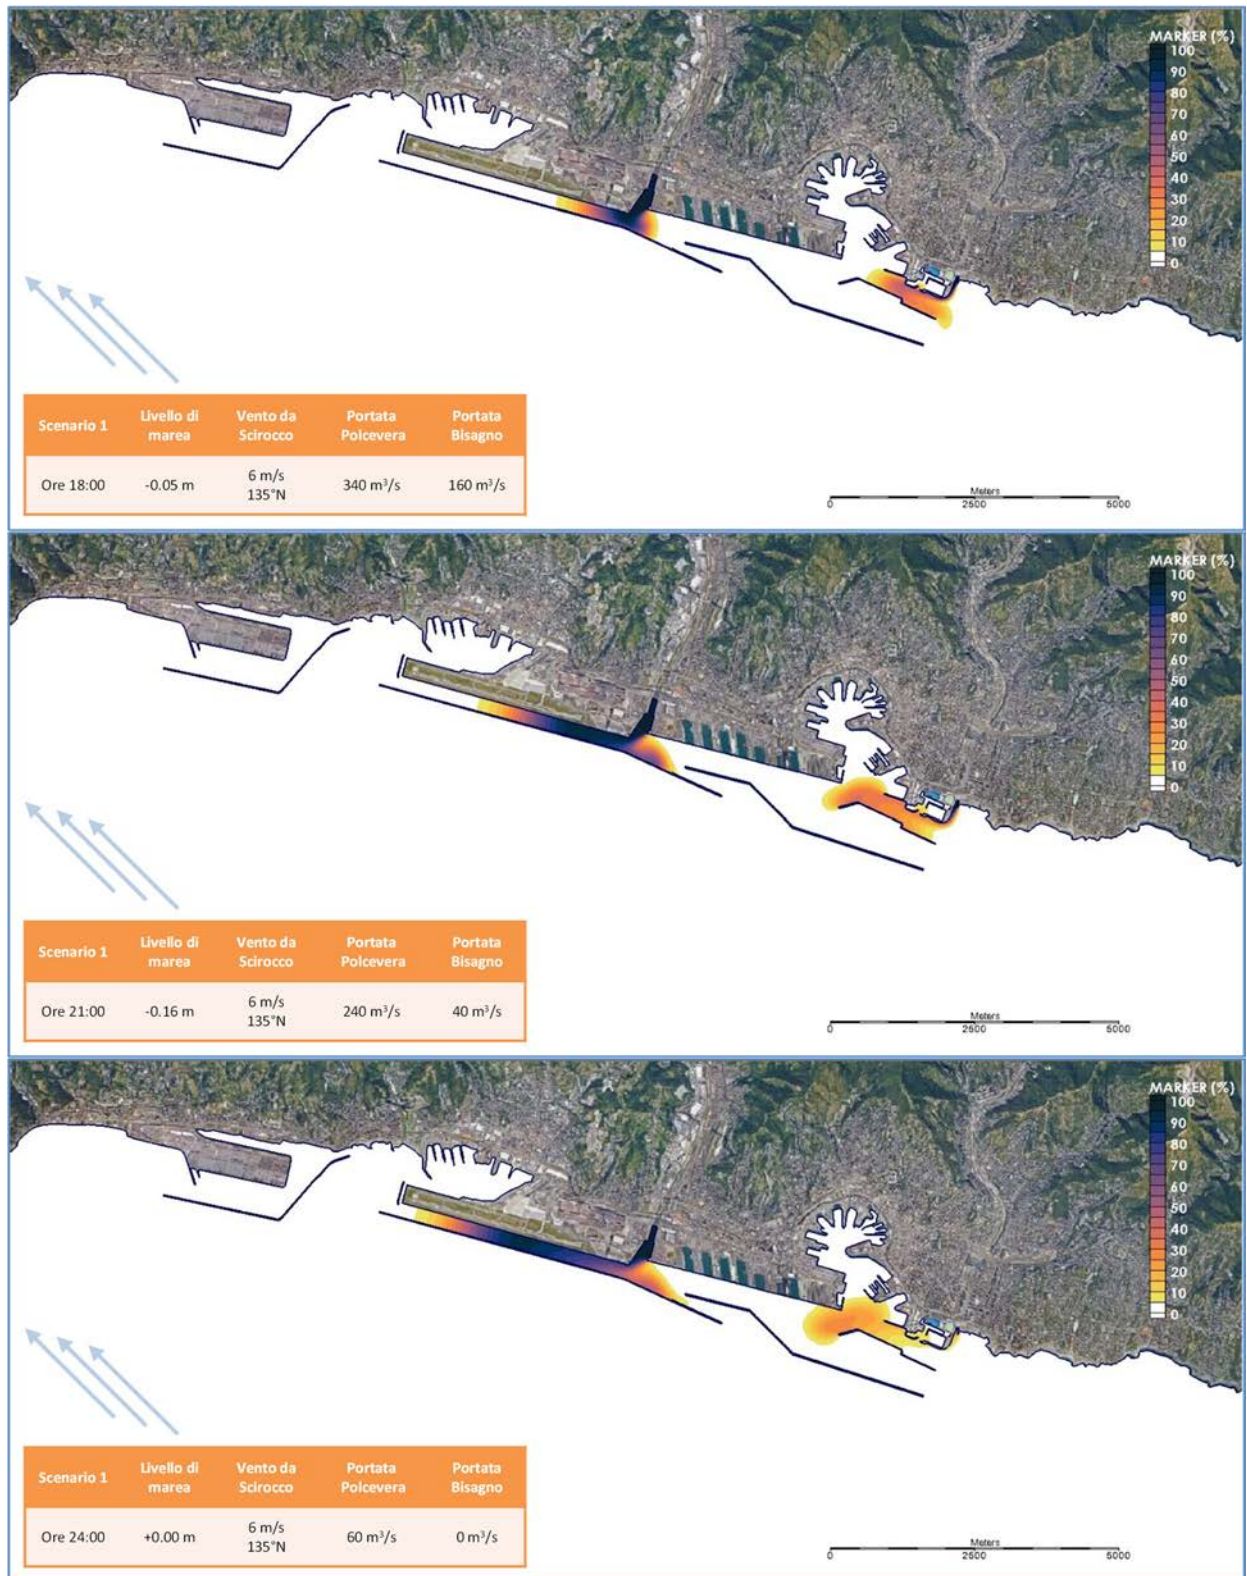 MARKER (%)
100
90
80
70
60
50
40
30
20
10
0
Scenario 1 Livello di marea Vento da Scirocco Portata Polcevera Portata Bisagno
Ore 18:00 -0.05 m 6 m/s 135°N 340 m³/s 160 m³/s
Meters
0 2500 5000
MARKER (%)
100
90
80
70
60
50
40
30
20
10
0
Scenario 1 Livello di marea Vento da Scirocco Portata Polcevera Portata Bisagno
Ore 21:00 -0.16 m 6 m/s 135°N 240 m³/s 40 m³/s
Meters
0 2500 5000
MARKER (%)
100
90
80
70
60
50
40
30
20
10
0
Scenario 1 Livello di marea Vento da Scirocco Portata Polcevera Portata Bisagno
Ore 24:00 +0.00 m 6 m/s 135°N 60 m³/s 0 m³/s
Meters
0 2500 5000